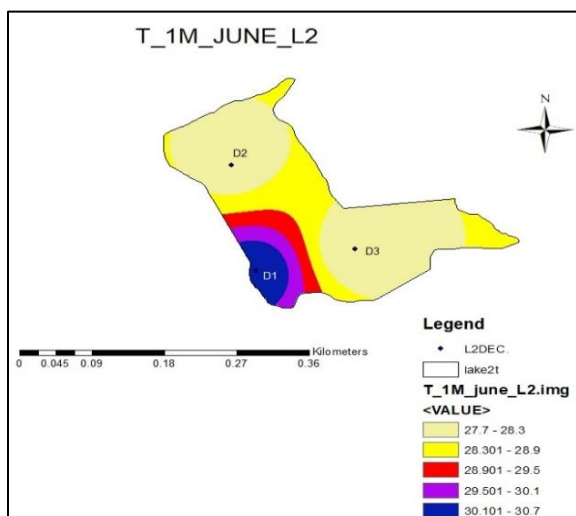 T_1M_JUNE_L2
N
D2
D3
D1
Legend
L2DEC.
lake2t
T_1M_june_L2.img
<VALUE>
27.7 - 28.3
28.301 - 28.9
28.901 - 29.5
29.501 - 30.1
30.101 - 30.7
Kilometers
0 0.045 0.09 0.18 0.27 0.36